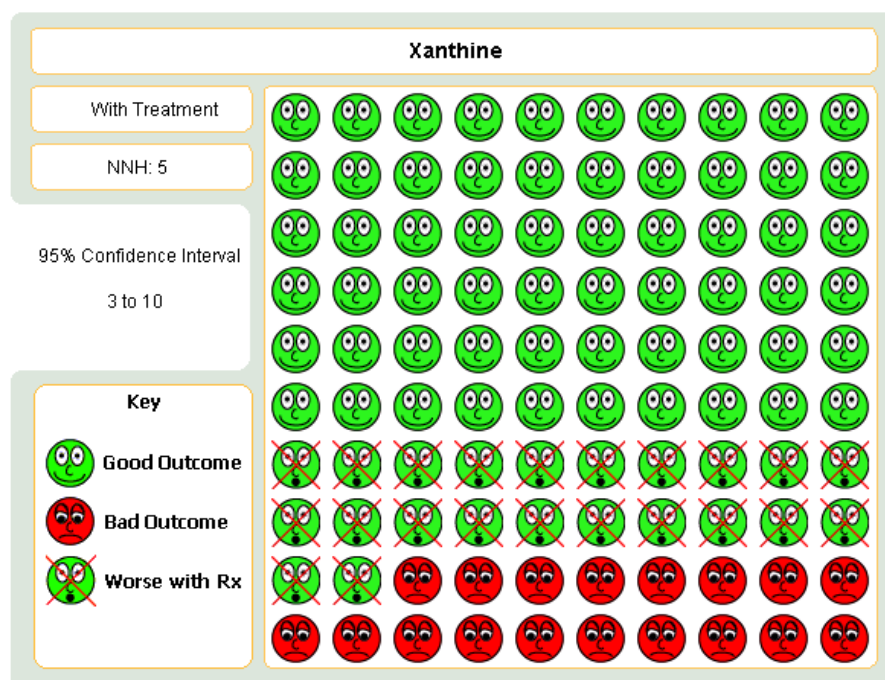 Xanthine
With Treatment
NNH: 5
95% Confidence Interval
3 to 10
Key
Good Outcome
Bad Outcome
Worse with Rx